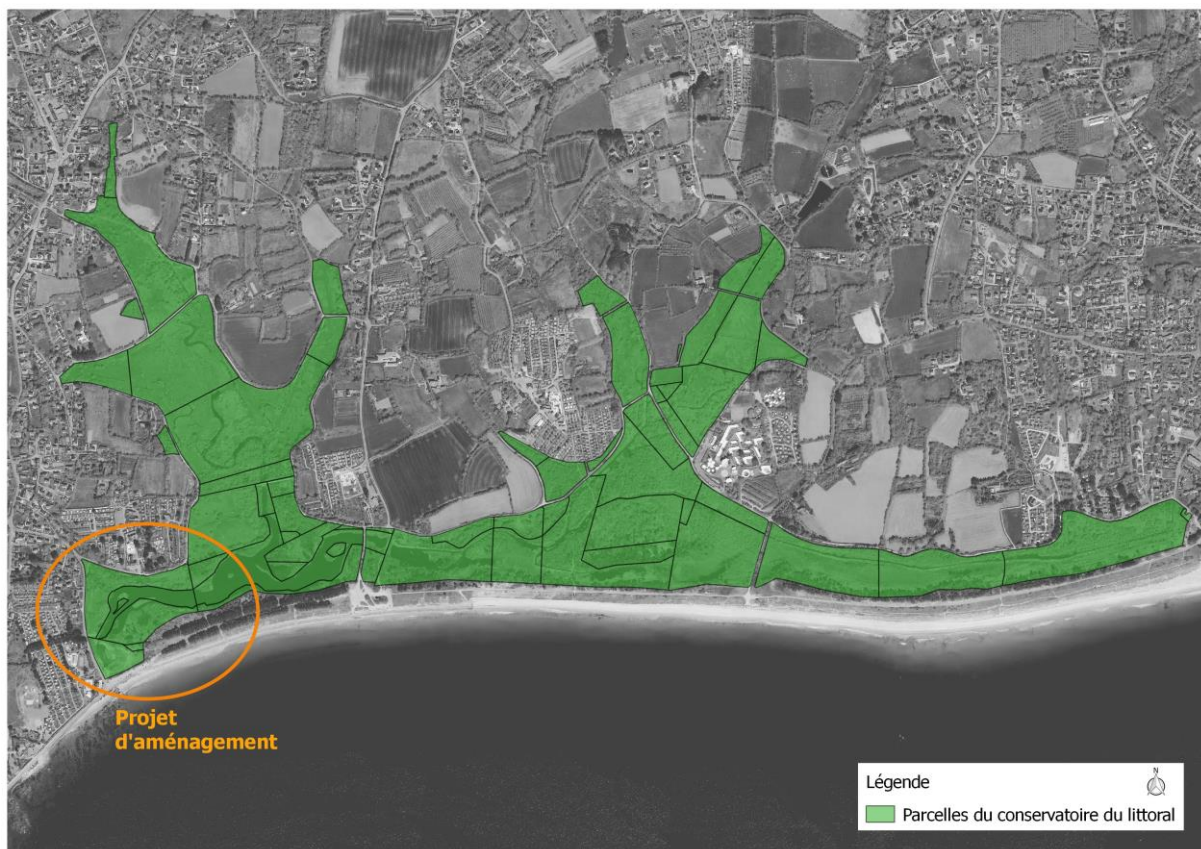 Projet
d'aménagement
Légende
N
Parcelles du conservatoire du littoral